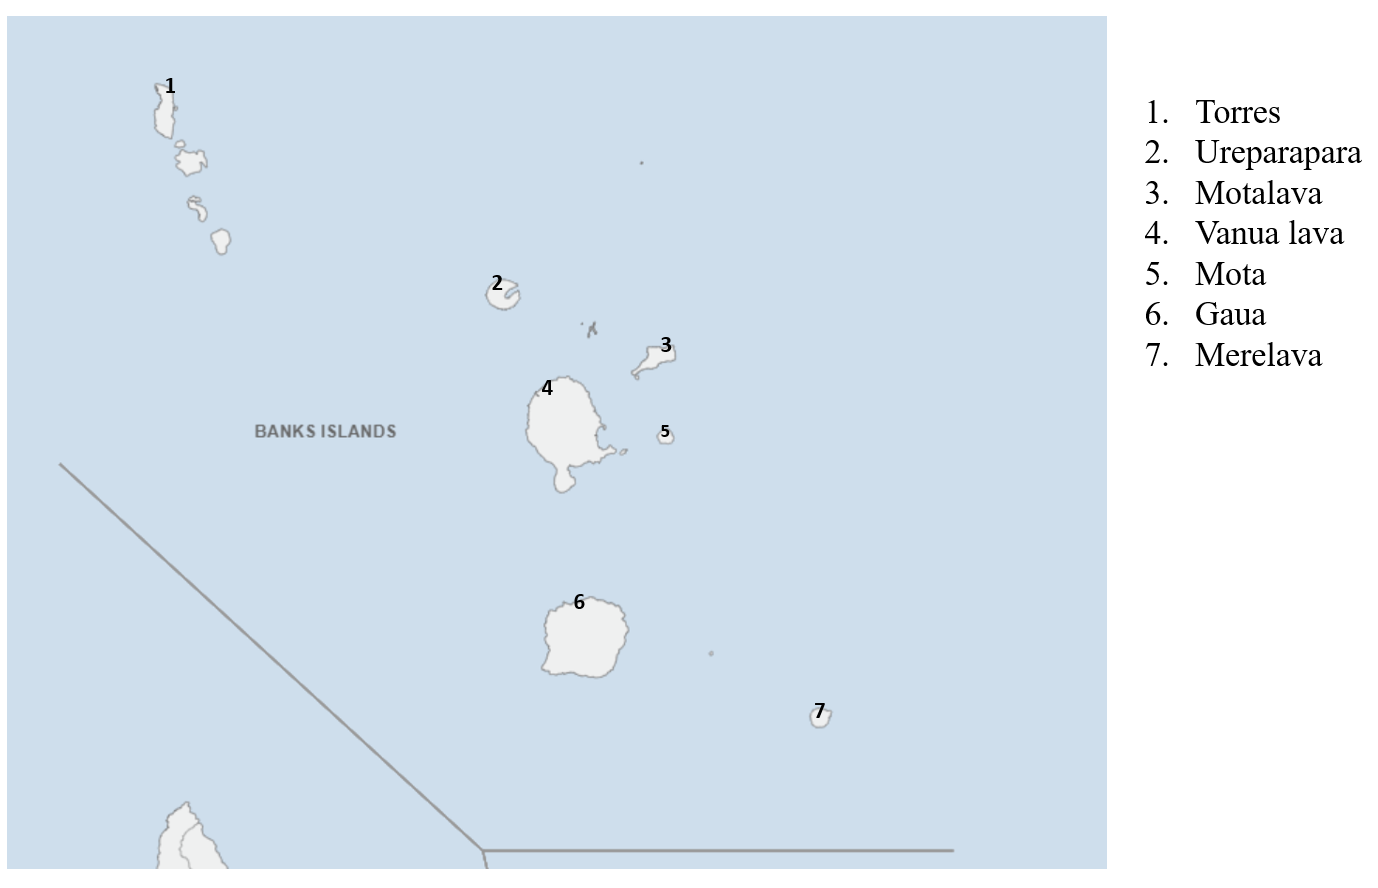 1
2
3
4
5
BANKS ISLANDS
6
7
1. Torres
2. Ureparapara
3. Motalava
4. Vanua lava
5. Mota
6. Gaua
7. Merelava